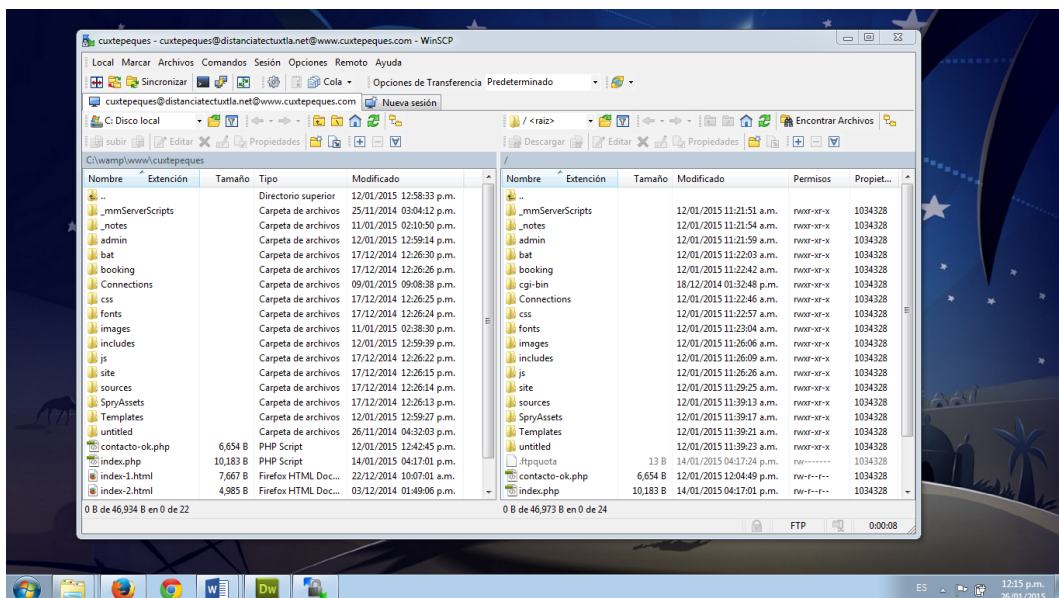 cuxtepeques - cuxtepeques@distanciatectuxtla.net@www.cuxtepeques.com - WinSCP
Local Marcar Archivos Comandos Sesión Opciones Remoto Ayuda
Sincronizar Cola Opciones de Transferencia Predeterminado
cuxtepeques@distanciatectuxtla.net@www.cuxtepeques.com Nueva sesión
C: Disco local / <raiz> Encontrar Archivos
subir Editar Propiedades Descargar Editar Propiedades
C:\wamp\www\cuxtepeques /
Nombre Extención Tamaño Tipo Modificado Nombre Extención Tamaño Modificado Permisos Propiet...
.. Directorio superior 12/01/2015 12:58:33 p.m. ..
_mmServerScripts Carpeta de archivos 25/11/2014 03:04:12 p.m. _mmServerScripts 12/01/2015 11:21:51 a.m. rwxr-xr-x 1034328
_notes Carpeta de archivos 11/01/2015 02:10:50 p.m. _notes 12/01/2015 11:21:54 a.m. rwxr-xr-x 1034328
admin Carpeta de archivos 12/01/2015 12:59:14 p.m. admin 12/01/2015 11:21:59 a.m. rwxr-xr-x 1034328
bat Carpeta de archivos 17/12/2014 12:26:30 p.m. bat 12/01/2015 11:22:03 a.m. rwxr-xr-x 1034328
booking Carpeta de archivos 17/12/2014 12:26:26 p.m. booking 12/01/2015 11:22:42 a.m. rwxr-xr-x 1034328
Connections Carpeta de archivos 09/01/2015 09:08:38 p.m. cgi-bin 18/12/2014 01:32:48 p.m. rwxr-xr-x 1034328
css Carpeta de archivos 17/12/2014 12:26:25 p.m. Connections 12/01/2015 11:22:46 a.m. rwxr-xr-x 1034328
fonts Carpeta de archivos 17/12/2014 12:26:24 p.m. css 12/01/2015 11:22:57 a.m. rwxr-xr-x 1034328
images Carpeta de archivos 11/01/2015 02:38:30 p.m. fonts 12/01/2015 11:23:04 a.m. rwxr-xr-x 1034328
includes Carpeta de archivos 12/01/2015 12:59:39 p.m. images 12/01/2015 11:26:06 a.m. rwxr-xr-x 1034328
js Carpeta de archivos 17/12/2014 12:26:22 p.m. includes 12/01/2015 11:26:09 a.m. rwxr-xr-x 1034328
site Carpeta de archivos 17/12/2014 12:26:15 p.m. js 12/01/2015 11:26:26 a.m. rwxr-xr-x 1034328
sources Carpeta de archivos 17/12/2014 12:26:14 p.m. site 12/01/2015 11:29:25 a.m. rwxr-xr-x 1034328
SpryAssets Carpeta de archivos 17/12/2014 12:26:13 p.m. sources 12/01/2015 11:39:13 a.m. rwxr-xr-x 1034328
Templates Carpeta de archivos 12/01/2015 12:59:27 p.m. SpryAssets 12/01/2015 11:39:17 a.m. rwxr-xr-x 1034328
untitled Carpeta de archivos 26/11/2014 04:32:03 p.m. Templates 12/01/2015 11:39:21 a.m. rwxr-xr-x 1034328
contacto-ok.php 6,654 B PHP Script 12/01/2015 12:42:45 p.m. untitled 12/01/2015 11:39:23 a.m. rwxr-xr-x 1034328
index.php 10,183 B PHP Script 14/01/2015 04:17:01 p.m. .ftpquota 13 B 14/01/2015 04:17:24 p.m. rw------- 1034328
index-1.html 7,667 B Firefox HTML Doc... 22/12/2014 10:07:01 a.m. contacto-ok.php 6,654 B 12/01/2015 12:04:49 p.m. rw-r--r-- 1034328
index-2.html 4,985 B Firefox HTML Doc... 03/12/2014 01:49:06 p.m. index.php 10,183 B 14/01/2015 04:17:01 p.m. rw-r--r-- 1034328
0 B de 46,934 B en 0 de 22 0 B de 46,973 B en 0 de 24
FTP 0:00:08
W Dw ES 12:15 p.m.
26/01/2015